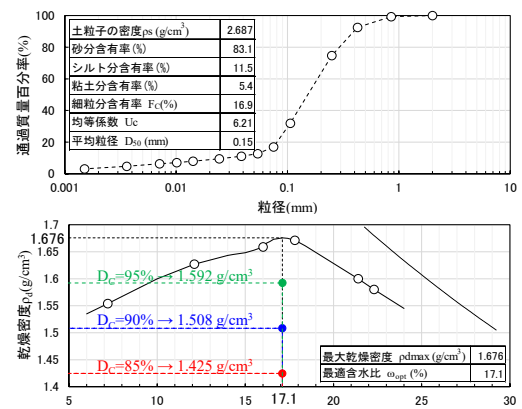 通過質量百分率(%)
100
80
60
40
20
0
土粒子の密度ρs (g/cm³) 2.687
砂分含有率(%) 83.1
シルト分含有率(%) 11.5
粘土分含有率(%) 5.4
細粒分含有率 FC(%) 16.9
均等係数 Uc 6.21
平均粒径 D50 (mm) 0.15
0.001 0.01 0.1 1 10
粒径(mm)
乾燥密度ρd(g/cm³)
1.7
1.676
1.65
1.6
1.55
1.5
1.45
1.4
DC=95% → 1.592 g/cm³
DC=90% → 1.508 g/cm³
DC=85% → 1.425 g/cm³
最大乾燥密度 ρdmax (g/cm³) 1.676
最適含水比 ωopt (%) 17.1
5 10 15 17.1 20 25 30